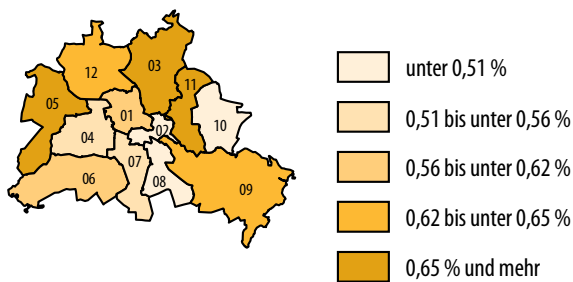 12
03
11
05
01
02
10
04
07
06
08
09
unter 0,51 %
0,51 bis unter 0,56 %
0,56 bis unter 0,62 %
0,62 bis unter 0,65 %
0,65 % und mehr